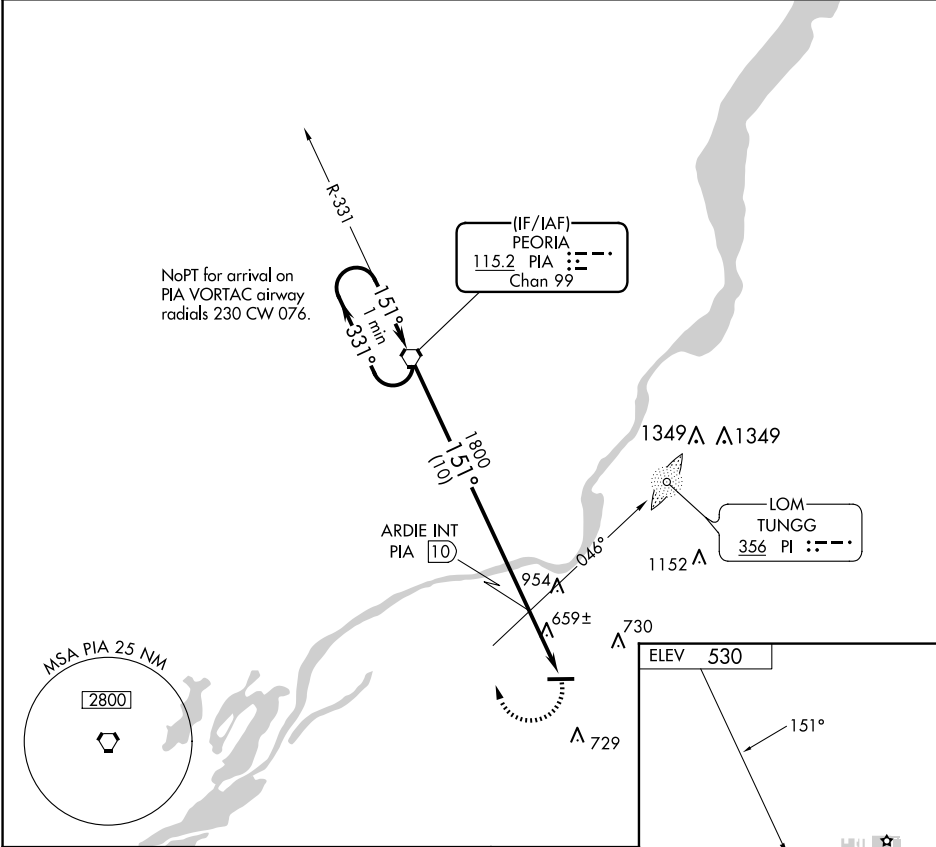 R-331
(IF/IAF)
PEORIA
115.2 PIA
Chan 99
NoPT for arrival on
PIA VORTAC airway
radials 230 CW 076.
151°
1 min
331°
1800
151°
(10)
1349 1349
LOM
TUNGG
356 PI
ARDIE INT
PIA 10
046°
1152
954
659±
730
MSA PIA 25 NM
2800
ELEV 530
151°
729